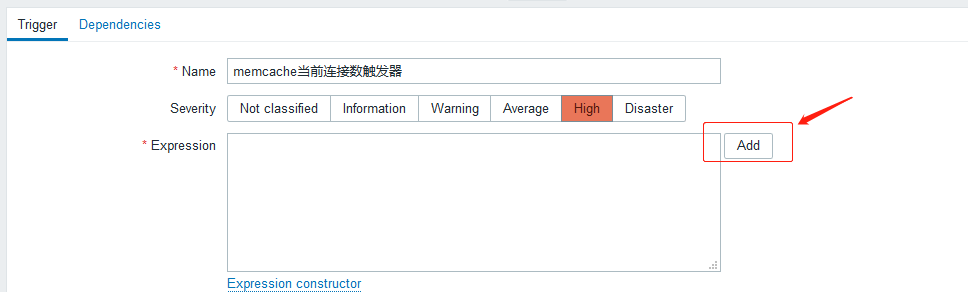 Trigger Dependencies
* Name memcache当前连接数触发器
Severity Not classified Information Warning Average High Disaster
* Expression Add
Expression constructor